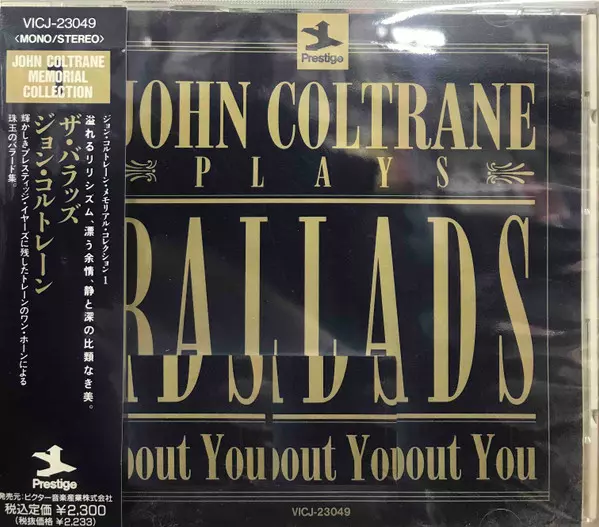 VICJ-23049
〈MONO/STEREO〉
JOHN COLTRANE
MEMORIAL
COLLECTION
ジョン・コルトレーン・メモリアル・コレクション 1
溢れるリリシズム、漂う余情、静と深の比類なき美。
ザ・バラッズ
ジョン・コルトレーン
輝かしきプレスティッジ・イヤーズに残したトレーンのワン・ホーンによる
珠玉のバラード集。
Prestige
発売元:ビクター音楽産業株式会社
税込定価 ¥2,300
(税抜価格 ¥2,233)
Prestige
JOHN COLTRANE
PLAYS
BALLADS
bout You bout Yo bout You
VICJ-23049